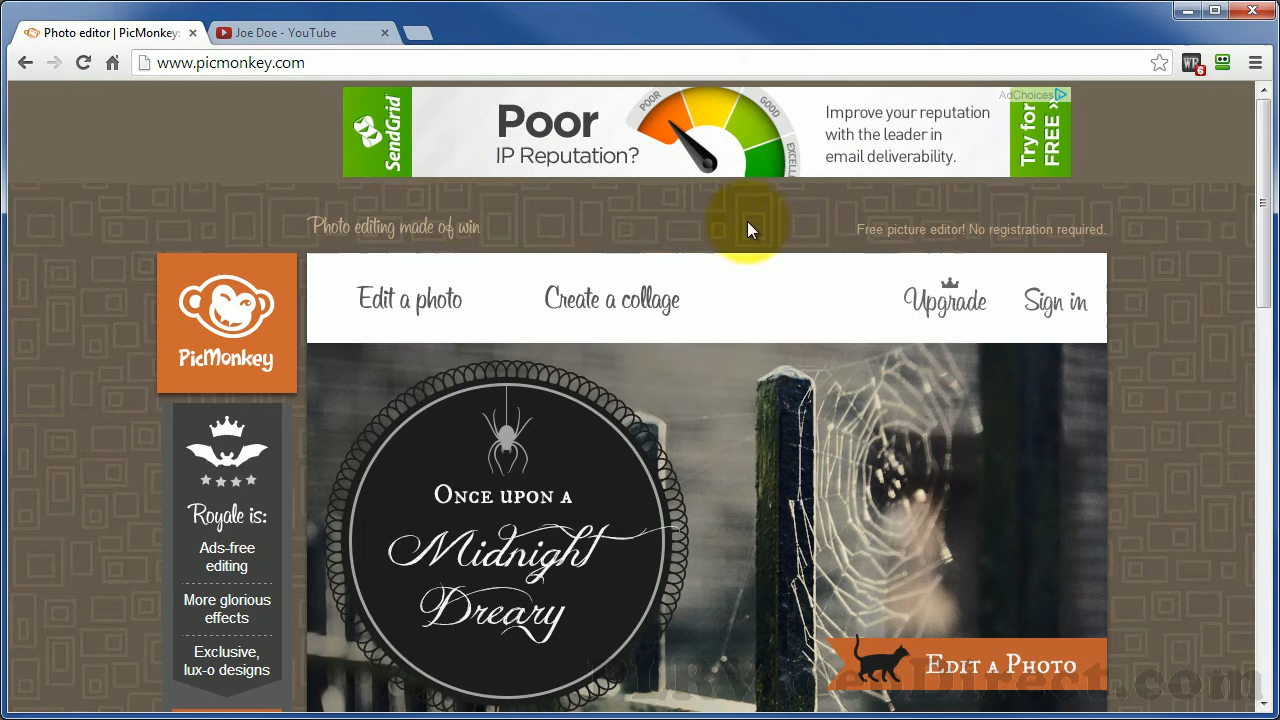 Photo editor | PicMonkey:
Joe Doe - YouTube
www.picmonkey.com
WR
6
SendGrid
Poor
IP Reputation?
POOR
GOOD
Improve your reputation
with the leader in
email deliverability.
AdChoices
Try for
FREE »
Photo editing made of win
Free picture editor! No registration required.
PicMonkey
Edit a photo
Create a collage
Upgrade
Sign in
Royale is:
Ads-free
editing
More glorious
effects
Exclusive,
lux-o designs
Once upon a
Midnight
Dreary
Edit a Photo